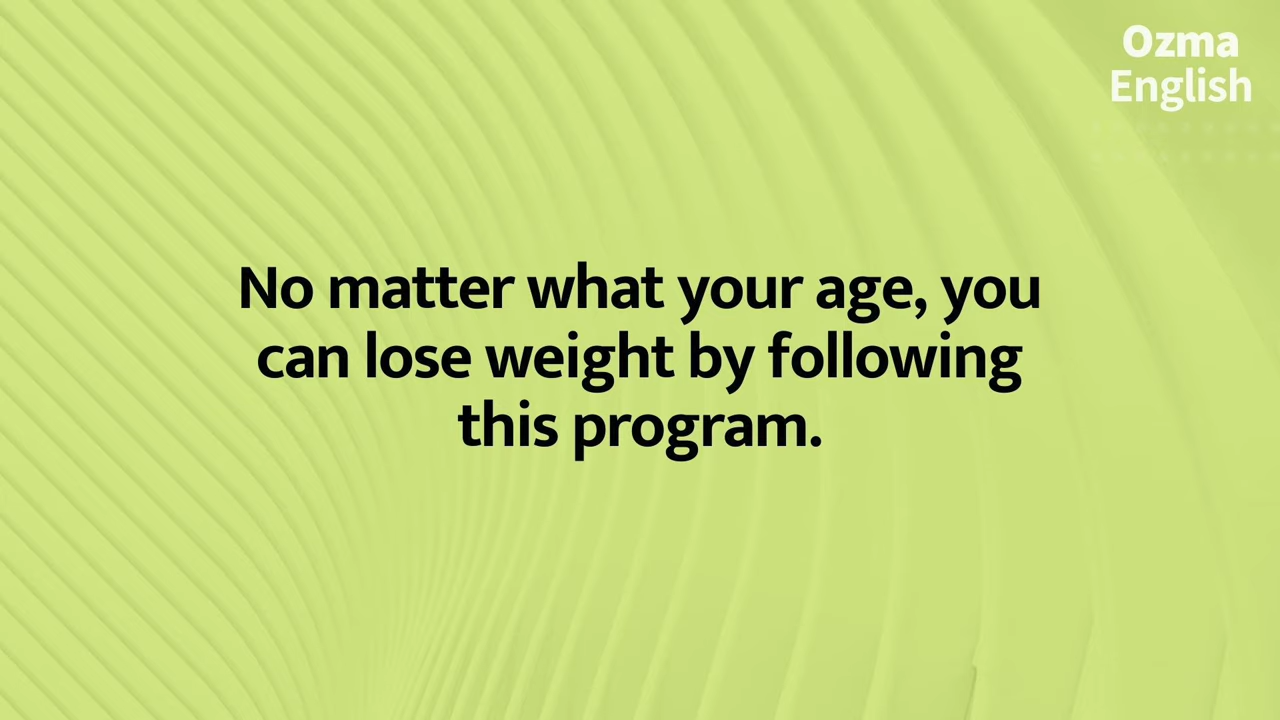 Ozma
English
No matter what your age, you
can lose weight by following
this program.